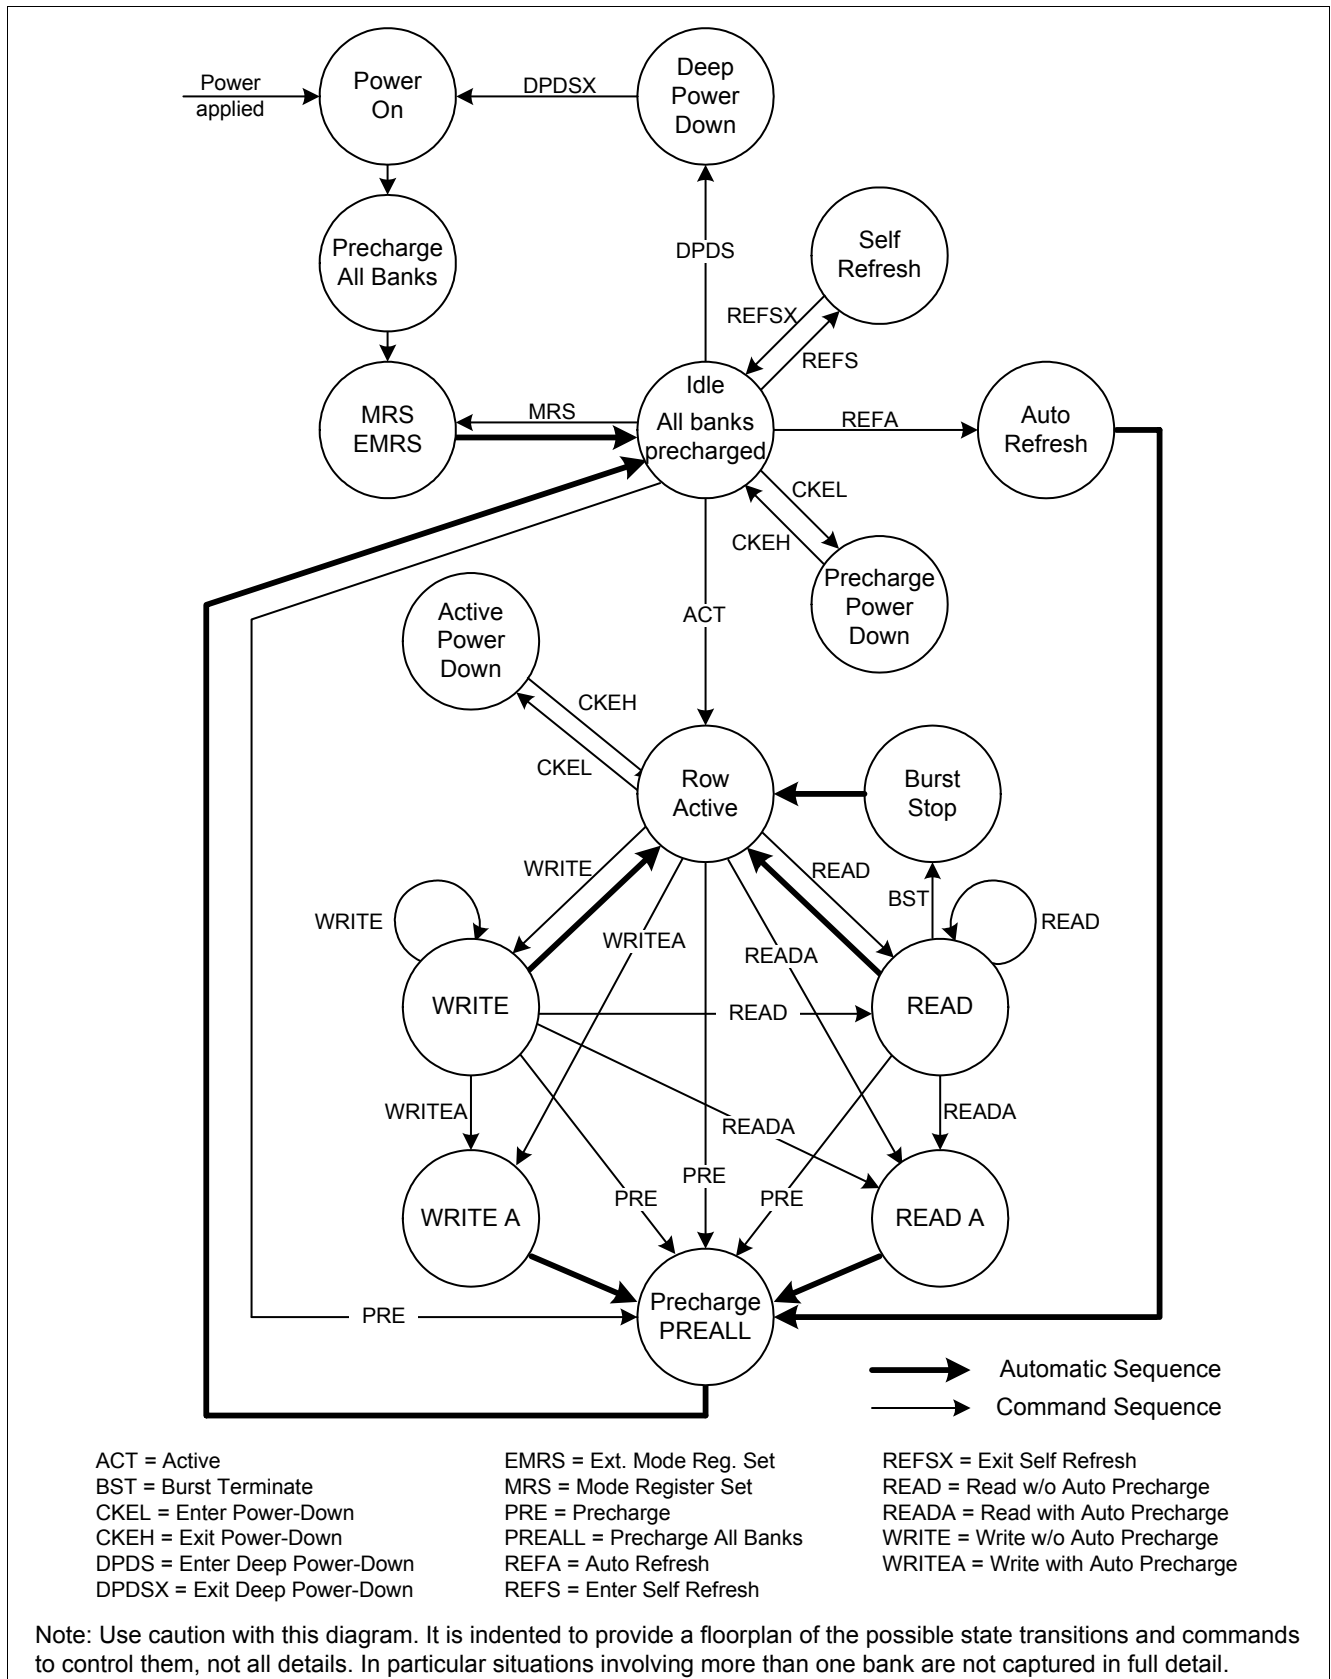 Power
applied
Power
On
DPDSX
Deep
Power
Down
Precharge
All Banks
DPDS
Self
Refresh
REFSX
REFS
MRS
EMRS
MRS
Idle
All banks
precharged
REFA
Auto
Refresh
CKEL
CKEH
Precharge
Power
Down
ACT
Active
Power
Down
CKEH
CKEL
Row
Active
Burst
Stop
WRITE
READ
BST
WRITE
READ
WRITEA
READA
WRITE
READ
READ
WRITEA
READA
READA
PRE
PRE
PRE
WRITE A
READ A
Precharge
PREALL
PRE
Automatic Sequence
Command Sequence
ACT = Active
BST = Burst Terminate
CKEL = Enter Power-Down
CKEH = Exit Power-Down
DPDS = Enter Deep Power-Down
DPDSX = Exit Deep Power-Down
EMRS = Ext. Mode Reg. Set
MRS = Mode Register Set
PRE = Precharge
PREALL = Precharge All Banks
REFA = Auto Refresh
REFS = Enter Self Refresh
REFSX = Exit Self Refresh
READ = Read w/o Auto Precharge
READA = Read with Auto Precharge
WRITE = Write w/o Auto Precharge
WRITEA = Write with Auto Precharge
Note: Use caution with this diagram. It is indented to provide a floorplan of the possible state transitions and commands
to control them, not all details. In particular situations involving more than one bank are not captured in full detail.